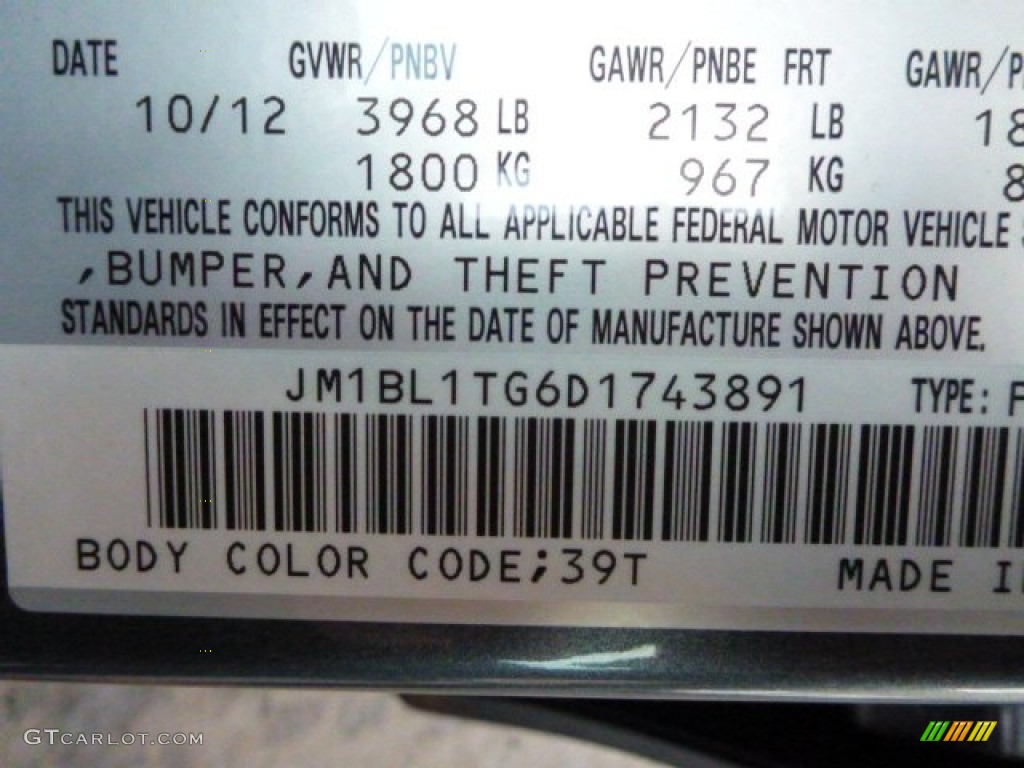 DATE GVWR/PNBV GAWR/PNBE FRT GAWR/P
10/12 3968 LB 2132 LB 18
1800 KG 967 KG 8
THIS VEHICLE CONFORMS TO ALL APPLICABLE FEDERAL MOTOR VEHICLE
,BUMPER,AND THEFT PREVENTION
STANDARDS IN EFFECT ON THE DATE OF MANUFACTURE SHOWN ABOVE.
JM1BL1TG6D1743891 TYPE: P
BODY COLOR CODE;39T MADE I
GTCARLOT.COM